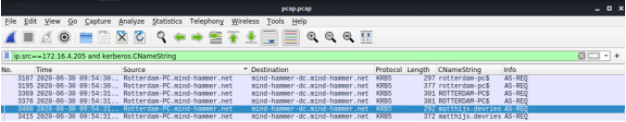 pcap.pcap
File Edit View Go Capture Analyze Statistics Telephony Wireless Tools Help
ip.src==172.16.4.205 and kerberos.CNameString
No. Time Source Destination Protocol Length CNameString Info
3187 2020-06-30 09:54:30... Rotterdam-PC.mind-hammer.net mind-hammer-dc.mind-hammer.net KRB5 297 rotterdam-pc$ AS-REQ
3195 2020-06-30 09:54:30... Rotterdam-PC.mind-hammer.net mind-hammer-dc.mind-hammer.net KRB5 377 rotterdam-pc$ AS-REQ
3369 2020-06-30 09:54:31... Rotterdam-PC.mind-hammer.net mind-hammer-dc.mind-hammer.net KRB5 301 ROTTERDAM-PC$ AS-REQ
3376 2020-06-30 09:54:31... Rotterdam-PC.mind-hammer.net mind-hammer-dc.mind-hammer.net KRB5 381 ROTTERDAM-PC$ AS-REQ
3408 2020-06-30 09:54:31... Rotterdam-PC.mind-hammer.net mind-hammer-dc.mind-hammer.net KRB5 292 matthijs.devries AS-REQ
3415 2020-06-30 09:54:31... Rotterdam-PC.mind-hammer.net mind-hammer-dc.mind-hammer.net KRB5 372 matthijs.devries AS-REQ